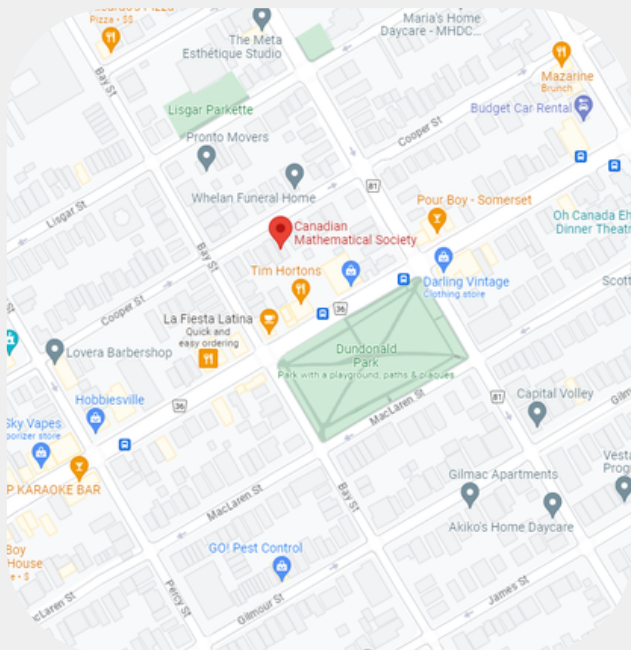 Pizza • $$
Bay St
The Meta
Esthétique Studio
Maria's Home
Daycare - MHDC...
Mazarine
Brunch
Budget Car Rental
Lisgar Parkette
Pronto Movers
Cooper St
Whelan Funeral Home
81
Pour Boy - Somerset
Lisgar St
Canadian
Mathematical Society
Oh Canada Eh
Dinner Theatr
Bay St
Tim Hortons
Darling Vintage
Clothing store
Scott
Cooper St
36
La Fiesta Latina
Quick and
easy ordering
Lovera Barbershop
Dundonald
Park
Park with a playground, paths & plaques
Hobbiesville
36
MacLaren St
81
Capital Volley
Gilm
Sky Vapes
porizer store
P KARAOKE BAR
MacLaren St
Bay St
Gilmac Apartments
Vesta
Prog
Akiko's Home Daycare
Boy
House
e • $
GO! Pest Control
Percy St
Gilmour St
James St
cLaren St